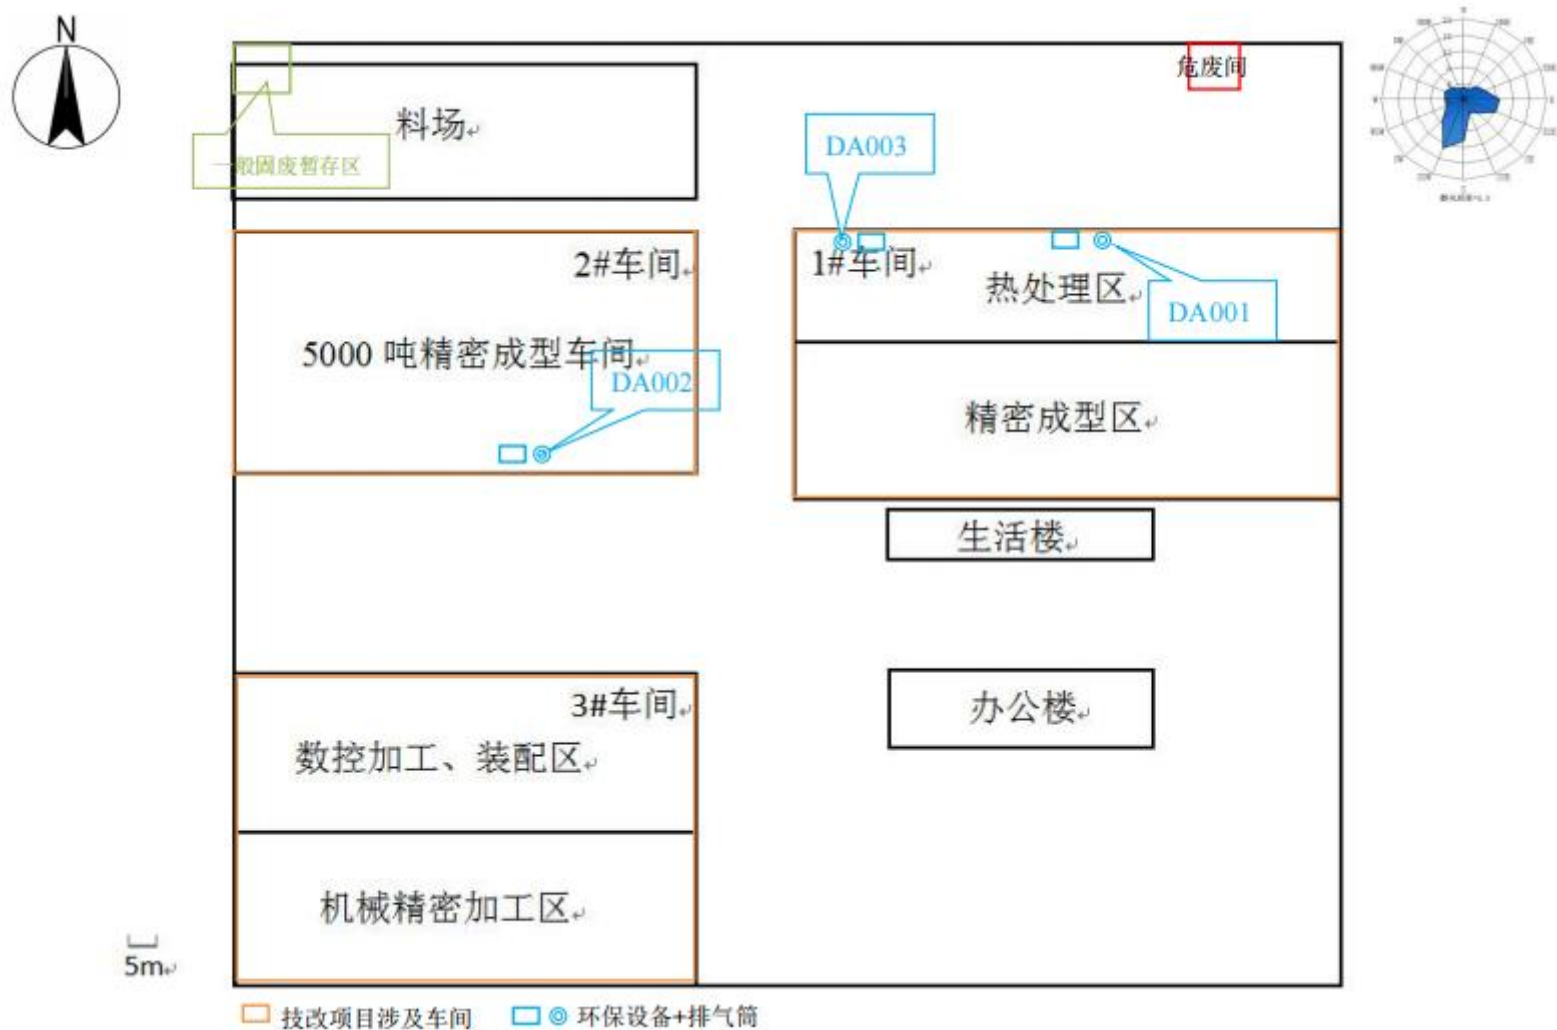 N
危废间
料场
一般固废暂存区
DA003
2#车间
1#车间
热处理区
DA001
5000 吨精密成型车间
DA002
精密成型区
生活楼
3#车间
办公楼
数控加工、装配区
机械精密加工区
5m
技改项目涉及车间
环保设备+排气筒